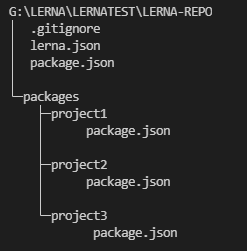 G:\LERNA\LERNATEST\LERNA-REPO
.gitignore
lerna.json
package.json
packages
project1
package.json
project2
package.json
project3
package.json